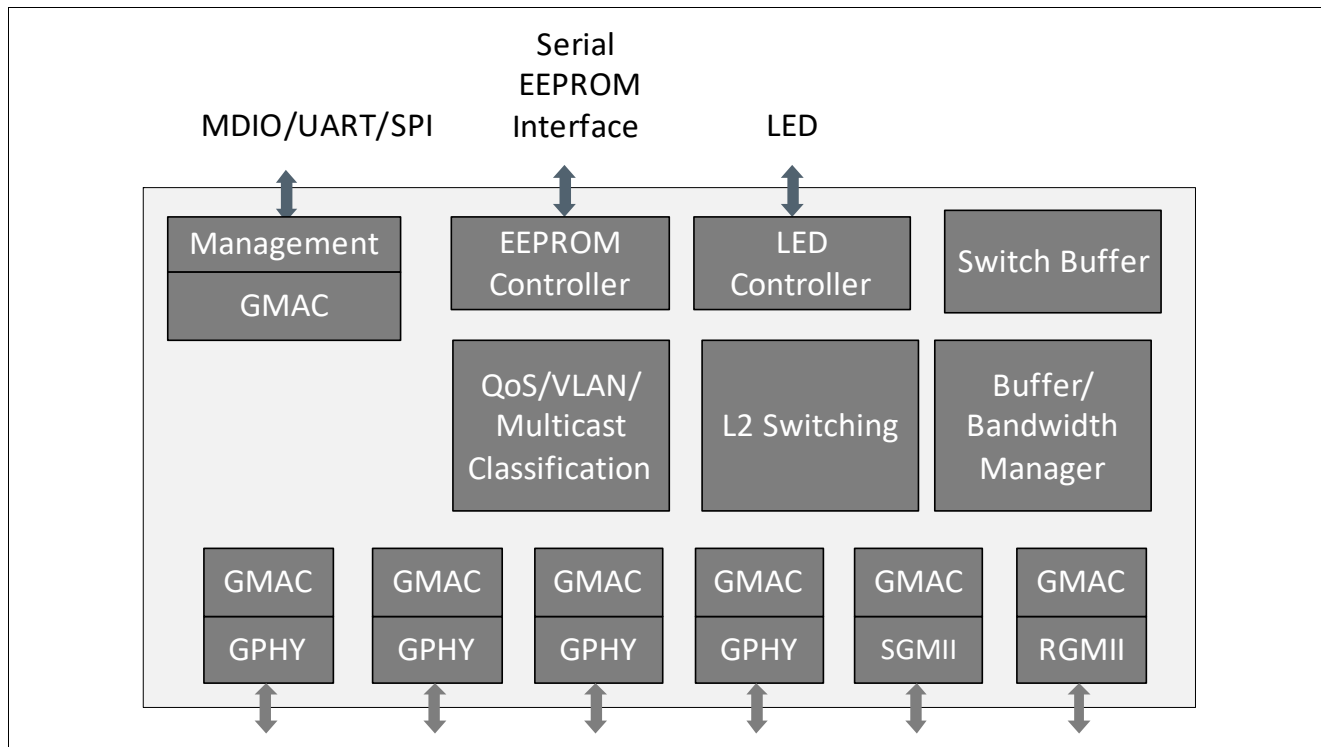 Serial
EEPROM
Interface
MDIO/UART/SPI
LED
Management
GMAC
EEPROM
Controller
LED
Controller
Switch Buffer
QoS/VLAN/
Multicast
Classification
L2 Switching
Buffer/
Bandwidth
Manager
GMAC
GPHY
GMAC
GPHY
GMAC
GPHY
GMAC
GPHY
GMAC
SGMII
GMAC
RGMII